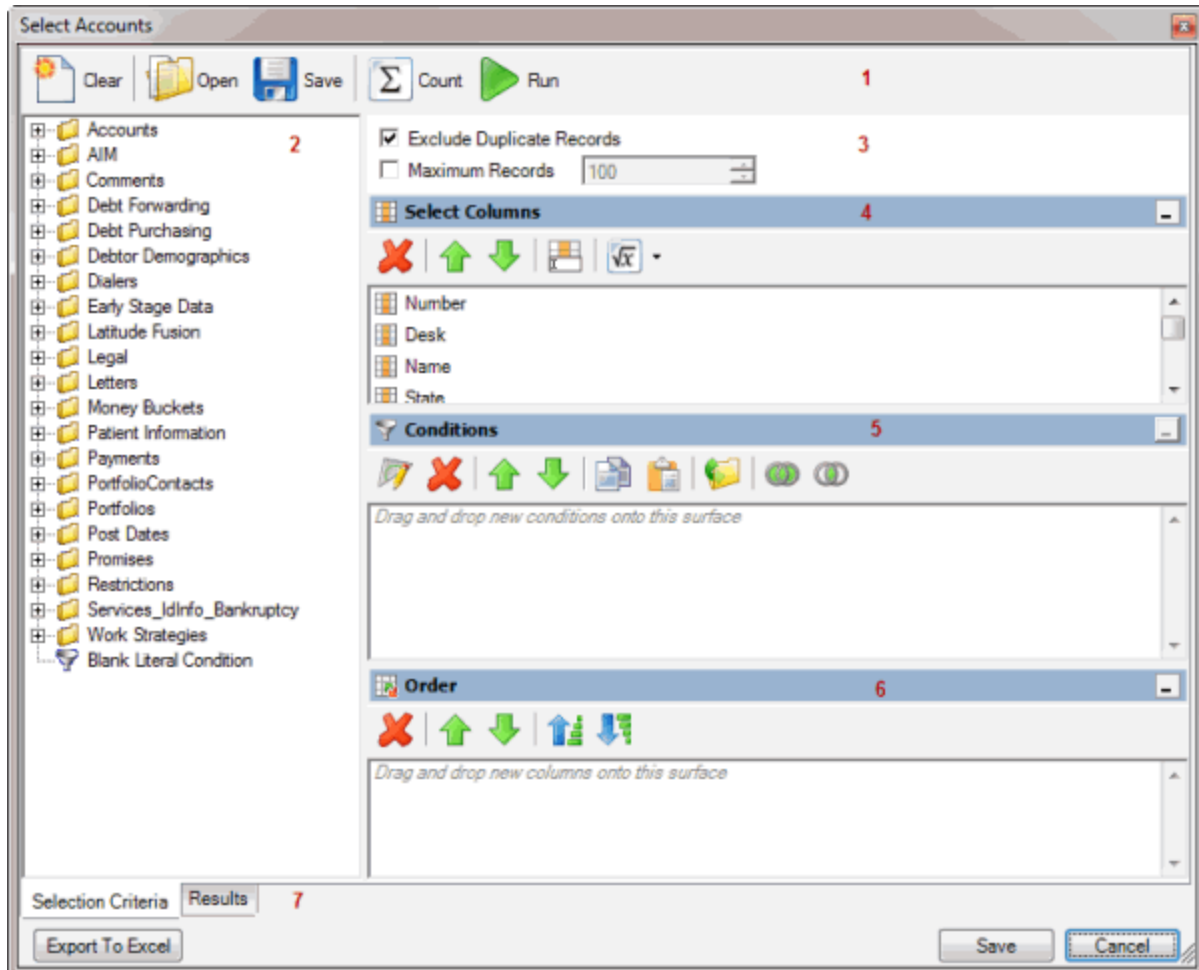 Select Accounts
Clear Open Save Count Run 1
2
Accounts
AIM
Comments
Debt Forwarding
Debt Purchasing
Debtor Demographics
Dialers
Early Stage Data
Latitude Fusion
Legal
Letters
Money Buckets
Patient Information
Payments
PortfolioContacts
Portfolios
Post Dates
Promises
Restrictions
Services_IdInfo_Bankruptcy
Work Strategies
Blank Literal Condition
Exclude Duplicate Records 3
Maximum Records 100
Select Columns 4
Number
Desk
Name
State
Conditions 5
Drag and drop new conditions onto this surface
Order 6
Drag and drop new columns onto this surface
Selection Criteria Results 7
Export To Excel Save Cancel